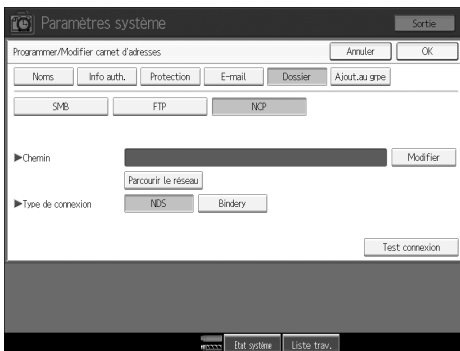 Paramètres système Sortie
Programmer/Modifier carnet d'adresses Annuler OK
Noms Info auth. Protection E-mail Dossier Ajout.au grpe
SMB FTP NCP
▶Chemin Modifier
Parcourir le réseau
▶Type de connexion NDS Bindery
Test connexion
Etat système Liste trav.